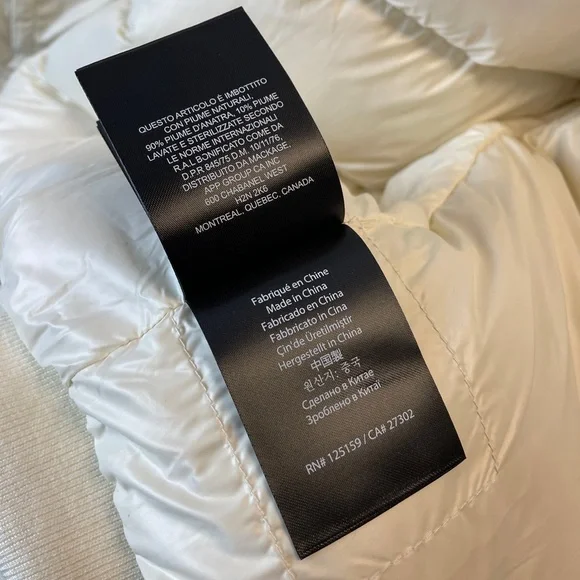 QUESTO ARTICOLO È IMBOTTITO
CON PIUME NATURALI,
90% PIUME D'ANATRA, 10% PIUME
LAVATE E STERILIZZATE SECONDO
LE NORME INTERNAZIONALI
R.A.L BONIFICATO COME DA
D.P.R 845/75 D.M. 10/11/76,
DISTRIBUITO DA MACKAGE.
APP GROUP CA INC
600 CHABANEL WEST
H2N 2K6
MONTREAL, QUEBEC, CANADA
Fabriqué en Chine
Made in China
Fabricado en China
Fabbricato in Cina
Çin'de Üretilmiştir
Hergestellt in China
中国製
원산지: 중국
Сделано в Китае
Зроблено в Китаї
RN# 125159 / CA# 27302